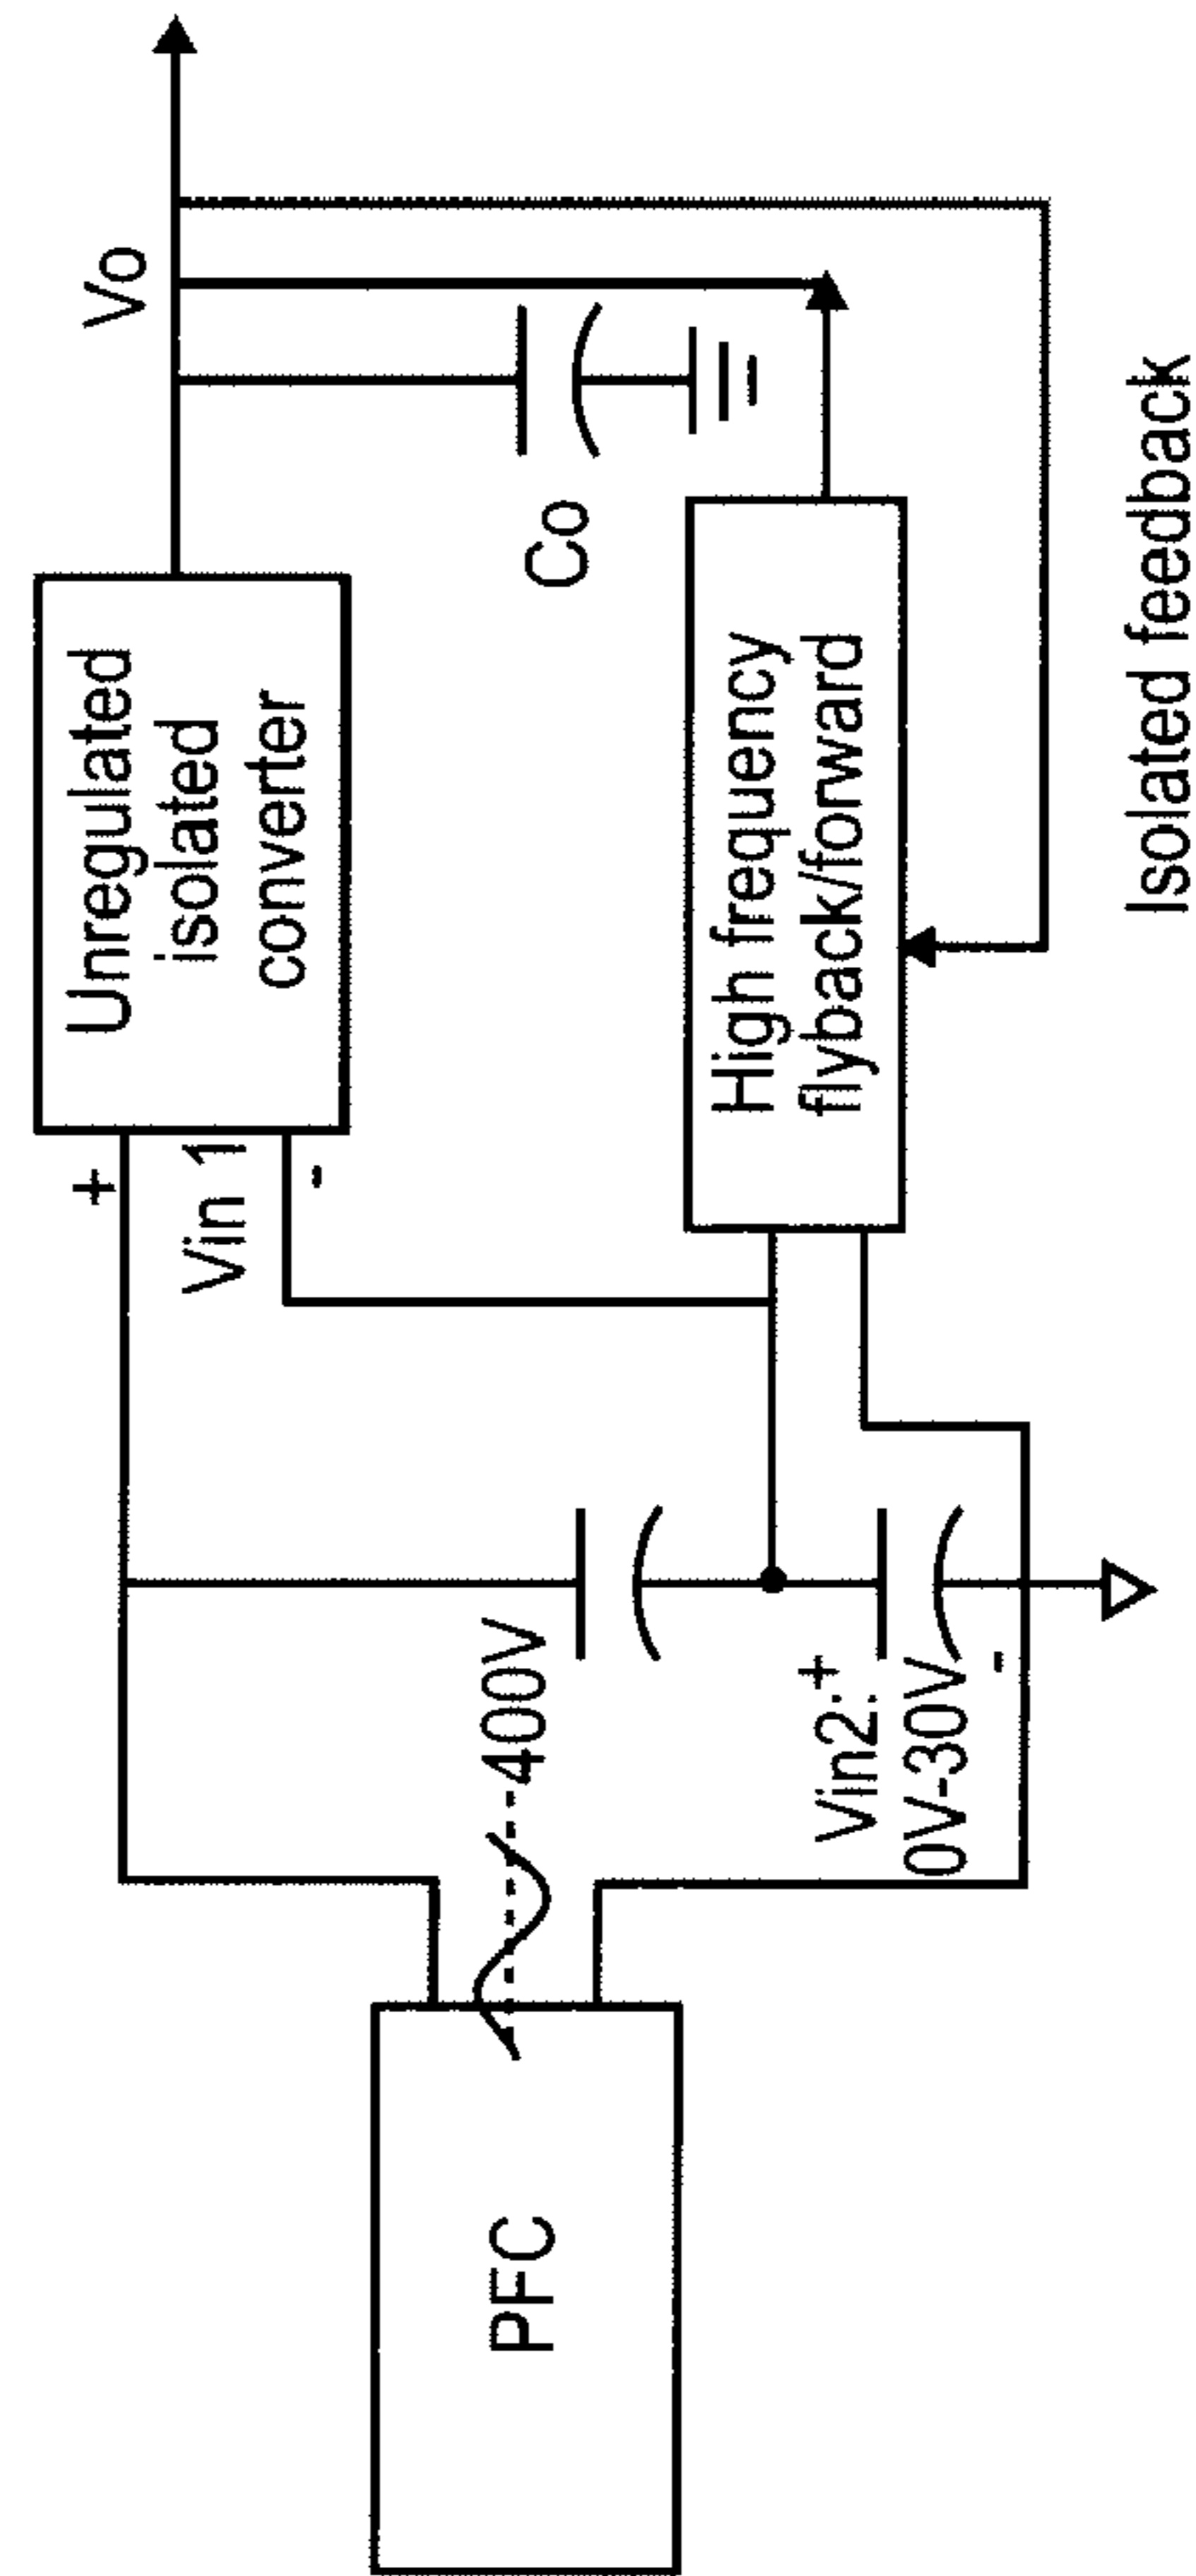 PFC
400V
Vin2:
+
0V-30V
-
+
Vin 1
-
Unregulated
isolated
converter
High frequency
flyback/forward
Vo
Co
Isolated feedback